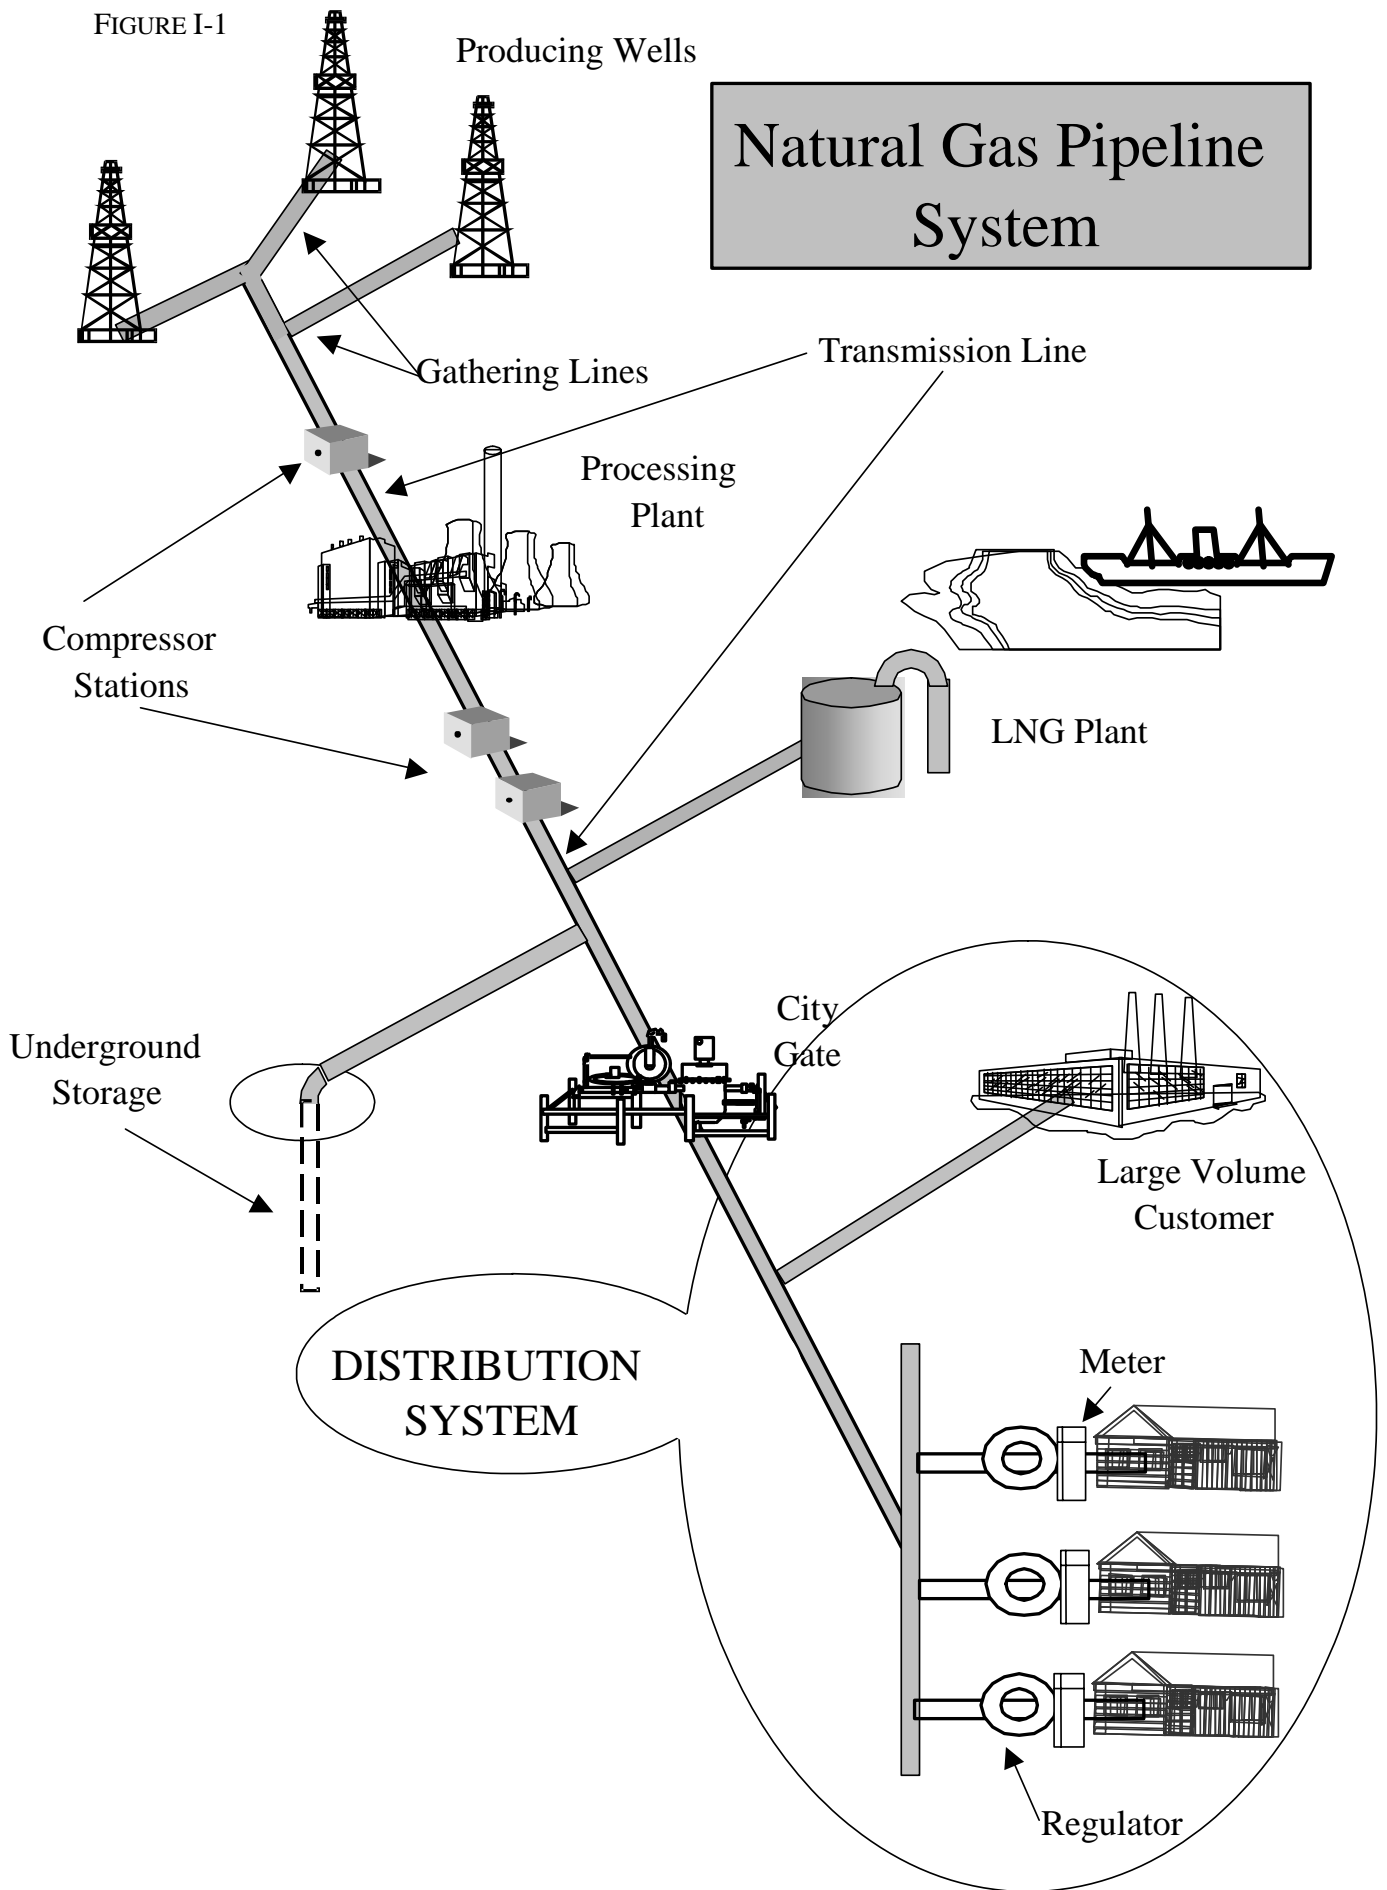 FIGURE I-1
Producing Wells
Natural Gas Pipeline
System
Transmission Line
Gathering Lines
Processing
Plant
Compressor
Stations
LNG Plant
City
Gate
Underground
Storage
Large Volume
Customer
DISTRIBUTION
SYSTEM
Meter
Regulator